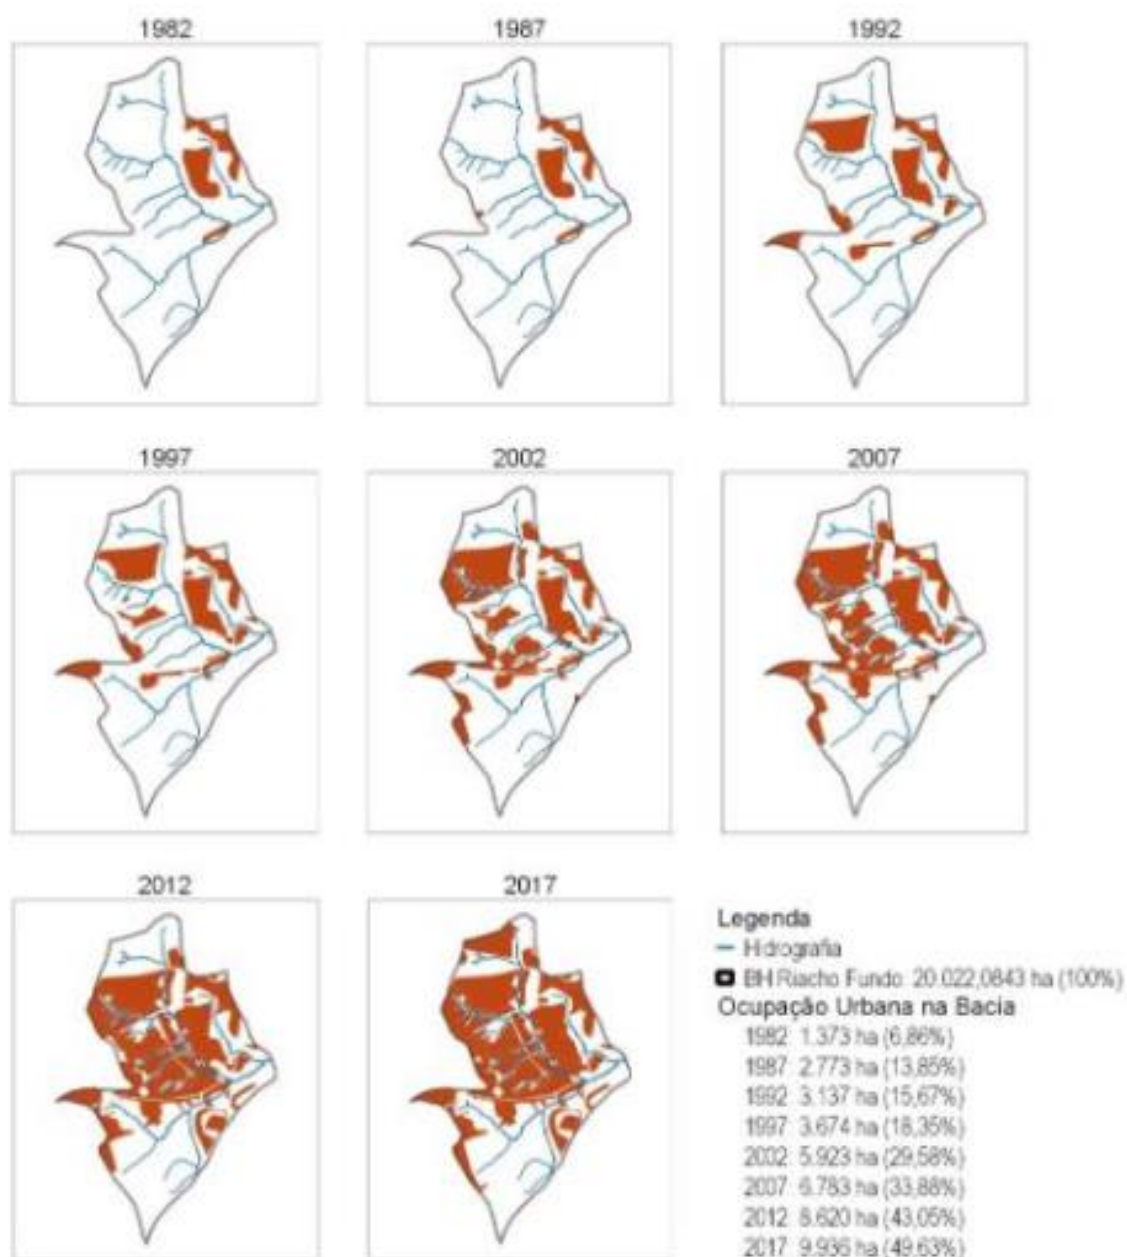 1982
1987
1992
1997
2002
2007
2012
2017
Legenda
Hidrografia
BH Riacho Fundo: 20.022,0843 ha (100%)
Ocupação Urbana na Bacia
1982: 1.373 ha (6,86%)
1987: 2.773 ha (13,85%)
1992: 3.137 ha (15,67%)
1997: 3.674 ha (18,35%)
2002: 5.923 ha (29,58%)
2007: 6.783 ha (33,88%)
2012: 8.620 ha (43,05%)
2017: 9.936 ha (49,63%)